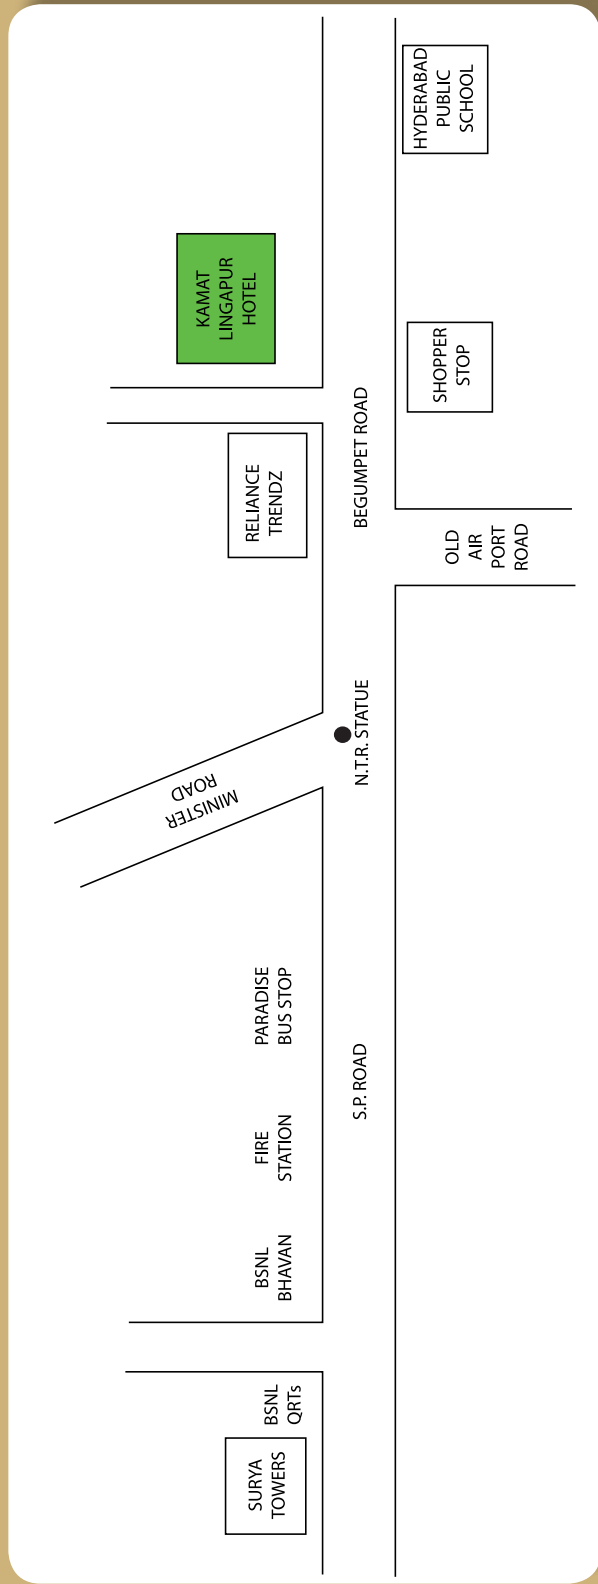 HYDERABAD
PUBLIC
SCHOOL
KAMAT
LINGAPUR
HOTEL
SHOPPER
STOP
BEGUMPET ROAD
RELIANCE
TRENDZ
OLD
AIR
PORT
ROAD
N.T.R. STATUE
MINISTER
ROAD
PARADISE
BUS STOP
S.P. ROAD
FIRE
STATION
BSNL
BHAVAN
BSNL
QRTs
SURYA
TOWERS